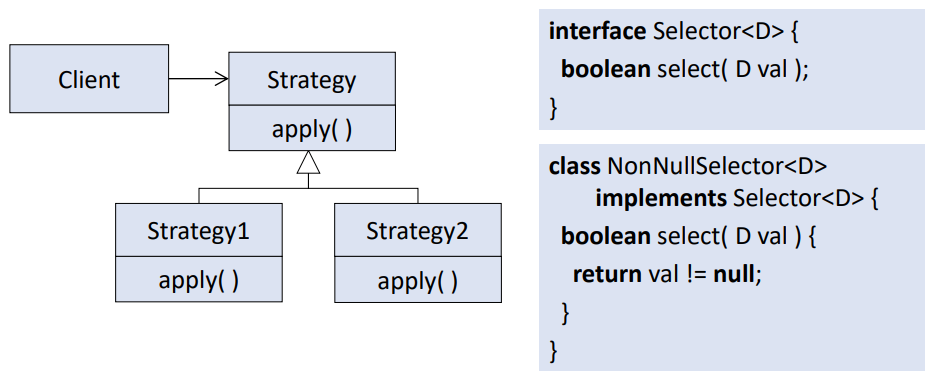 Client
Strategy
apply( )
Strategy1
apply( )
Strategy2
apply( )
interface Selector<D> {
boolean select( D val );
}
class NonNullSelector<D>
implements Selector<D> {
boolean select( D val ) {
return val != null;
}
}